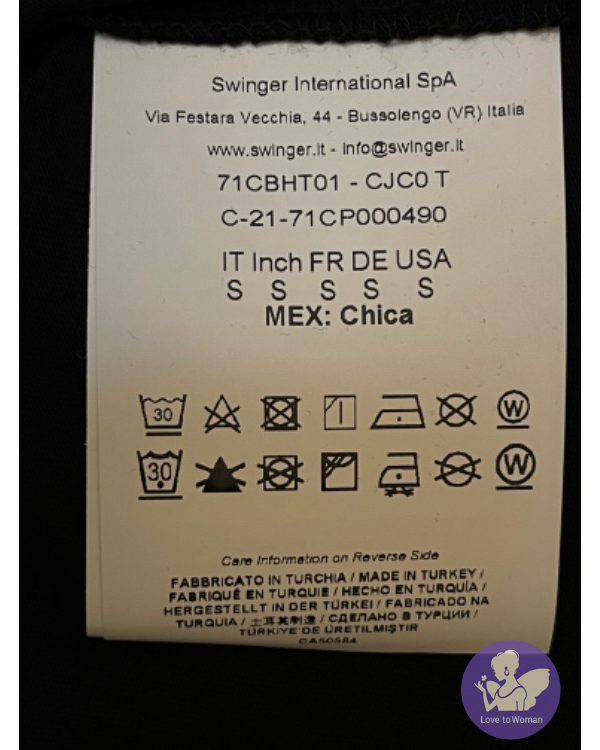 Swinger International SpA
Via Festara Vecchia, 44 - Bussolengo (VR) Italia
www.swinger.it - info@swinger.it
71CBHT01 - CJC0 T
C-21-71CP000490
IT Inch FR DE USA
S S S S S
MEX: Chica
30 W
30 W
Care Information on Reverse Side
FABBRICATO IN TURCHIA / MADE IN TURKEY /
FABRIQUÉ EN TURQUIE / HECHO EN TURQUÍA /
HERGESTELLT IN DER TÜRKEI / FABRICADO NA
TURQUIA / 土耳其制造 / СДЕЛАНО В ТУРЦИИ /
TÜRKİYE'DE ÜRETİLMİŞTİR
CA50584
Love to Woman